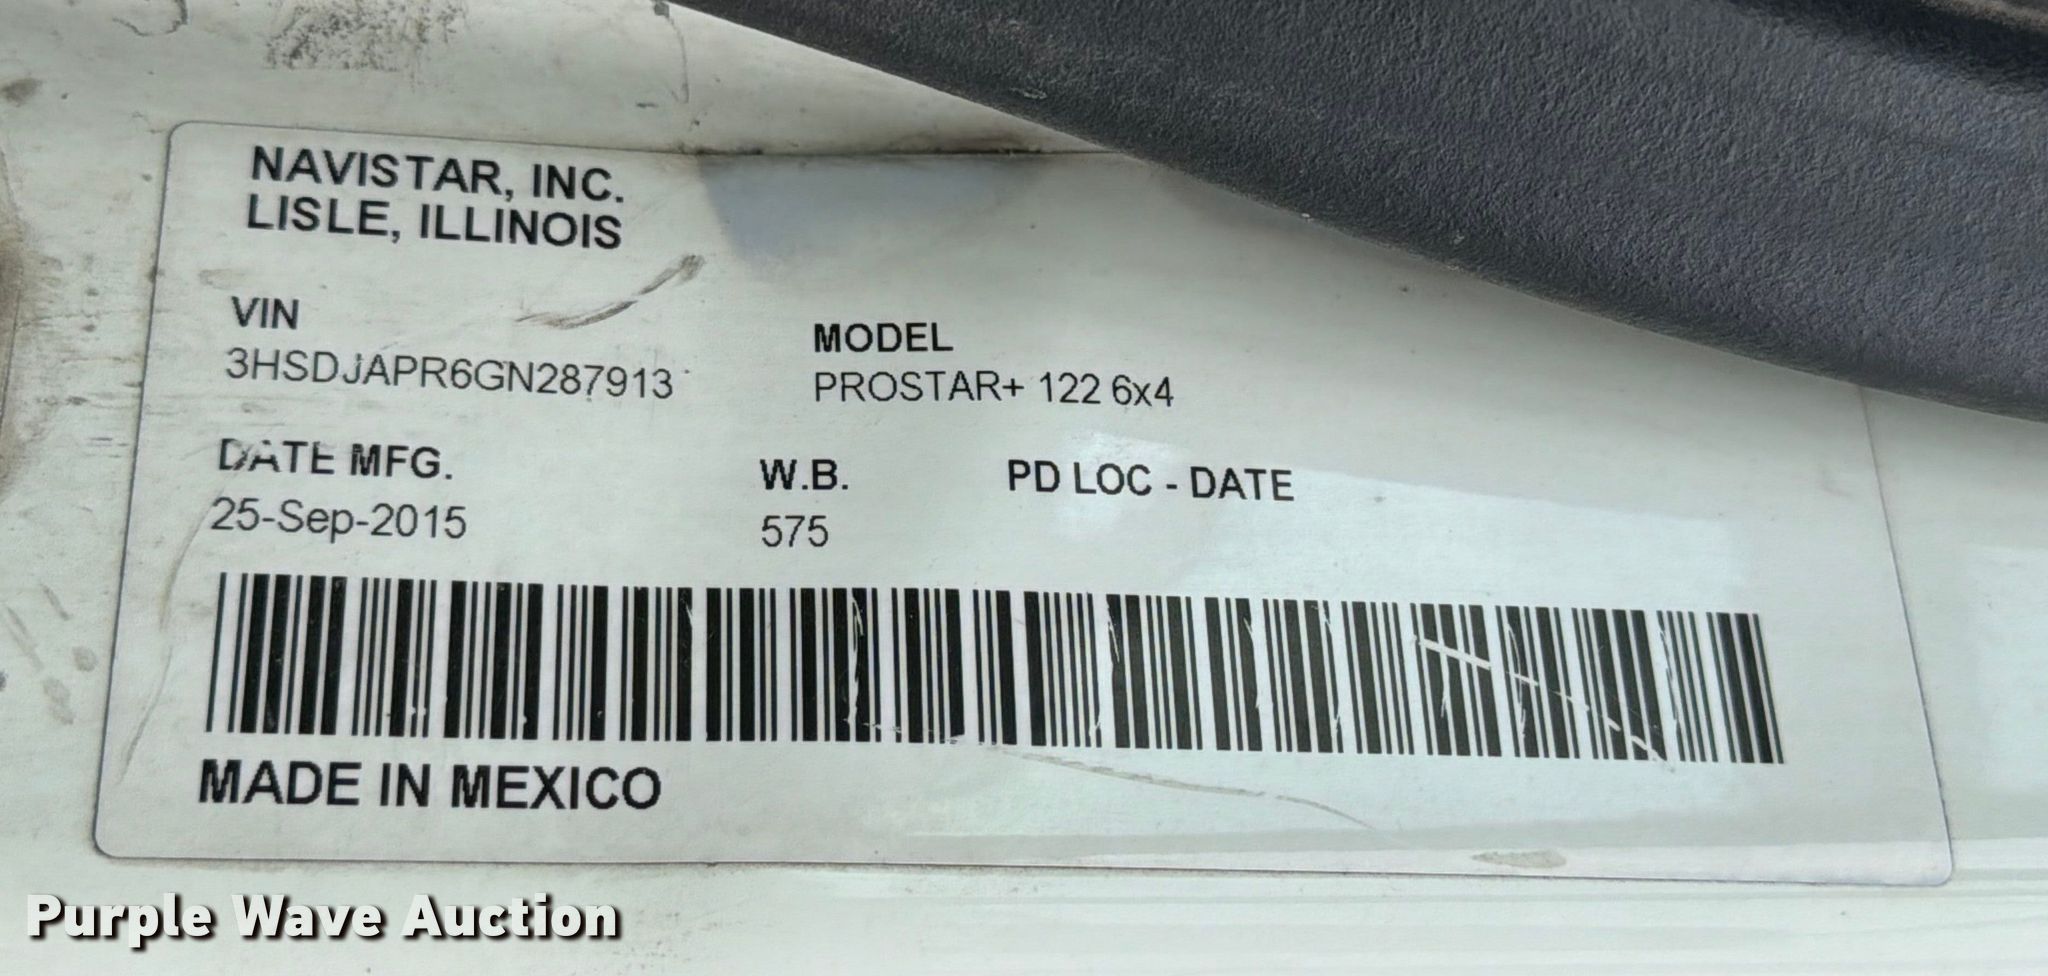 NAVISTAR, INC.
LISLE, ILLINOIS
VIN
3HSDJAPR6GN287913
MODEL
PROSTAR+ 122 6x4
DATE MFG.
25-Sep-2015
W.B.
575
PD LOC - DATE
MADE IN MEXICO
Purple Wave Auction